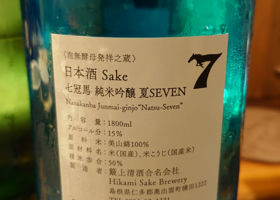 〈泡無酵母発祥之蔵〉
日本酒 Sake
七冠馬 純米吟醸 夏SEVEN
7
Nanakanba Junmai-ginjo "Natsu-Seven"
内容量：1800ml
アルコール分：15%
原料米：美山錦100%
原材料名：米(国産)、米こうじ(国産米)
精米歩合：50%
製造者：簸上清酒合名会社
Hikami Sake Brewery
島根県仁多郡奥出雲町横田1222